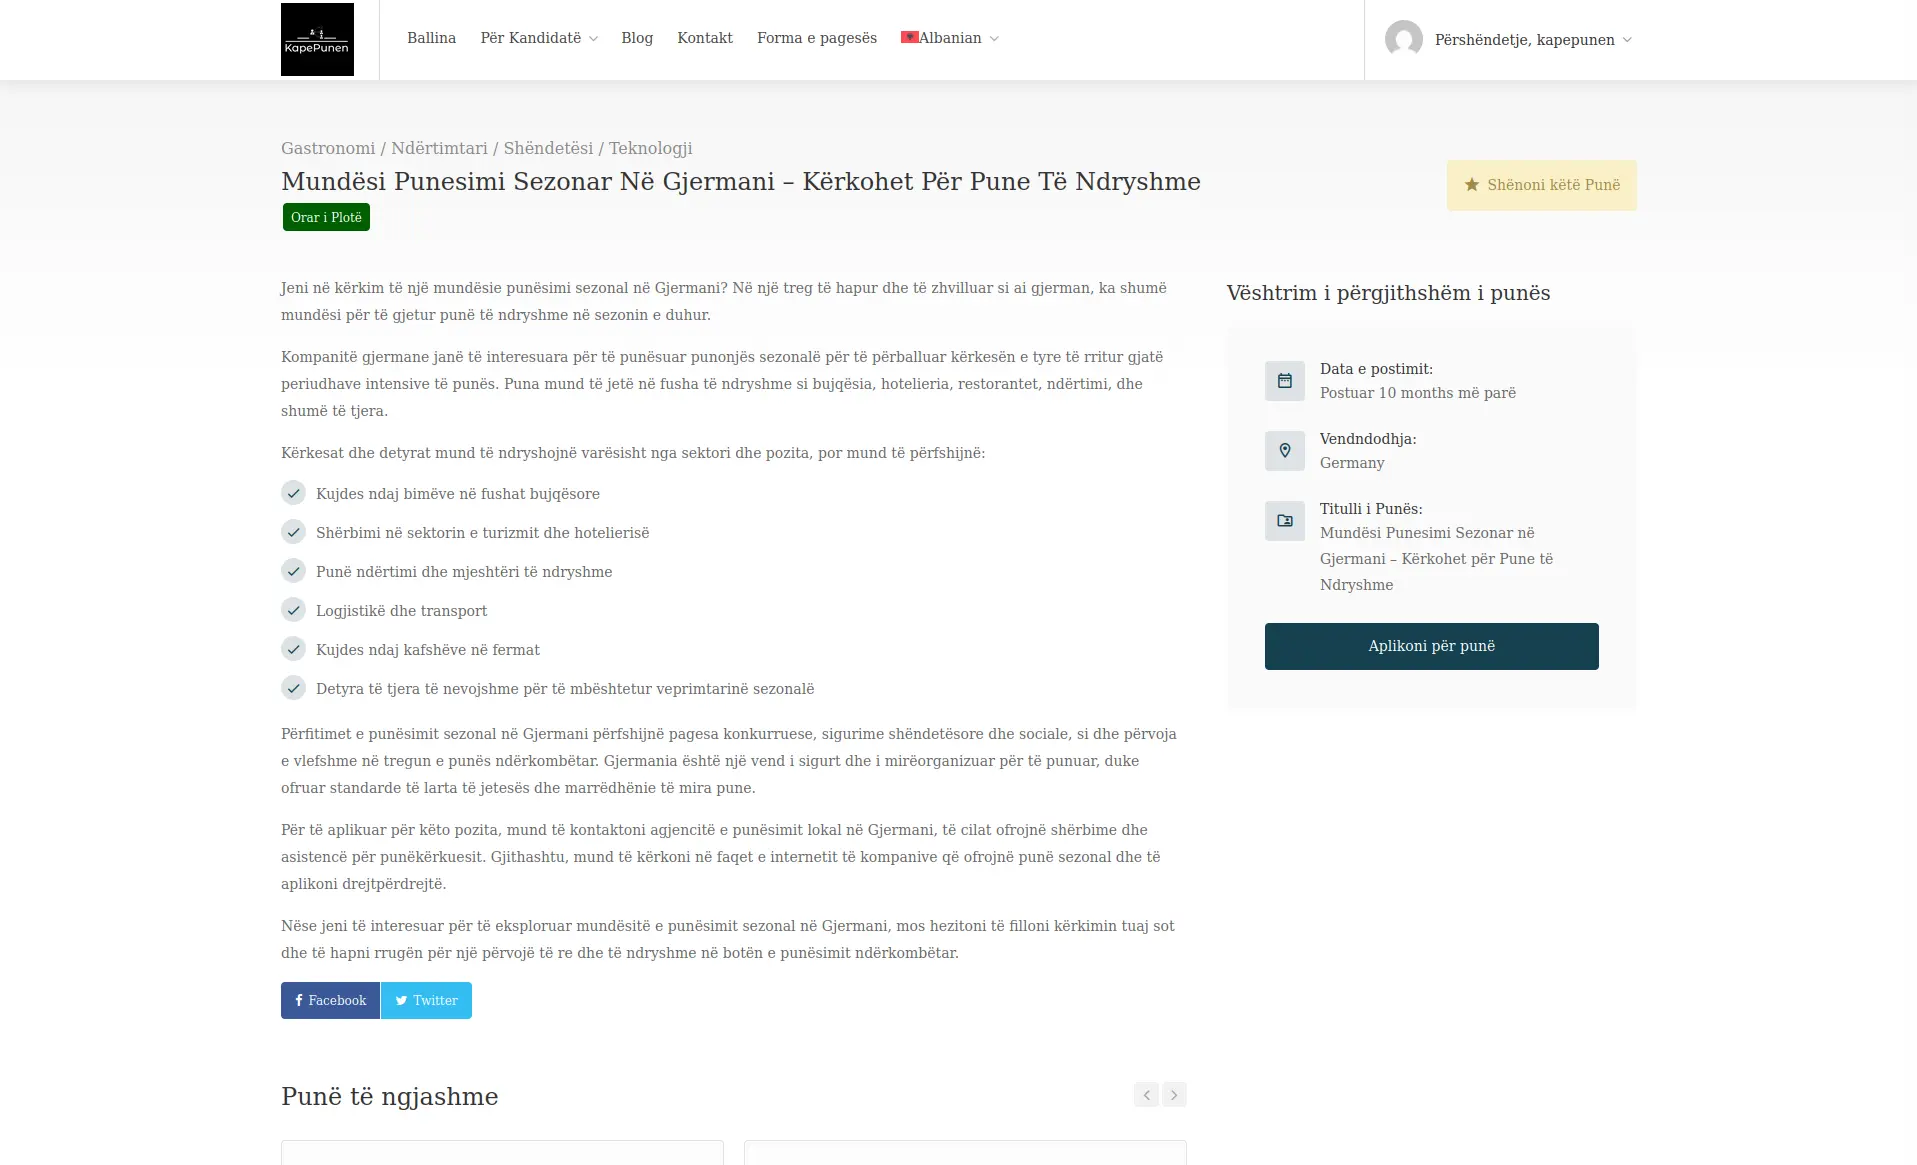 KapePunen
Ballina
Për Kandidatë
Blog
Kontakt
Forma e pagesës
Albanian
Përshëndetje, kapepunen
Gastronomi / Ndërtimtari / Shëndetësi / Teknologji
Mundësi Punesimi Sezonar Në Gjermani – Kërkohet Për Pune Të Ndryshme
Orar i Plotë
Shënoni këtë Punë
Jeni në kërkim të një mundësie punësimi sezonal në Gjermani? Në një treg të hapur dhe të zhvilluar si ai gjerman, ka shumë
mundësi për të gjetur punë të ndryshme në sezonin e duhur.
Kompanitë gjermane janë të interesuara për të punësuar punonjës sezonalë për të përballuar kërkesën e tyre të rritur gjatë
periudhave intensive të punës. Puna mund të jetë në fusha të ndryshme si bujqësia, hotelieria, restorantet, ndërtimi, dhe
shumë të tjera.
Kërkesat dhe detyrat mund të ndryshojnë varësisht nga sektori dhe pozita, por mund të përfshijnë:
Kujdes ndaj bimëve në fushat bujqësore
Shërbimi në sektorin e turizmit dhe hotelierisë
Punë ndërtimi dhe mjeshtëri të ndryshme
Logjistikë dhe transport
Kujdes ndaj kafshëve në fermat
Detyra të tjera të nevojshme për të mbështetur veprimtarinë sezonalë
Përfitimet e punësimit sezonal në Gjermani përfshijnë pagesa konkurruese, sigurime shëndetësore dhe sociale, si dhe përvoja
e vlefshme në tregun e punës ndërkombëtar. Gjermania është një vend i sigurt dhe i mirëorganizuar për të punuar, duke
ofruar standarde të larta të jetesës dhe marrëdhënie të mira pune.
Për të aplikuar për këto pozita, mund të kontaktoni agjencitë e punësimit lokal në Gjermani, të cilat ofrojnë shërbime dhe
asistencë për punëkërkuesit. Gjithashtu, mund të kërkoni në faqet e internetit të kompanive që ofrojnë punë sezonal dhe të
aplikoni drejtpërdrejtë.
Nëse jeni të interesuar për të eksploruar mundësitë e punësimit sezonal në Gjermani, mos hezitoni të filloni kërkimin tuaj sot
dhe të hapni rrugën për një përvojë të re dhe të ndryshme në botën e punësimit ndërkombëtar.
Facebook
Twitter
Vështrim i përgjithshëm i punës
Data e postimit:
Postuar 10 months më parë
Vendndodhja:
Germany
Titulli i Punës:
Mundësi Punesimi Sezonar në
Gjermani – Kërkohet për Pune të
Ndryshme
Aplikoni për punë
Punë të ngjashme